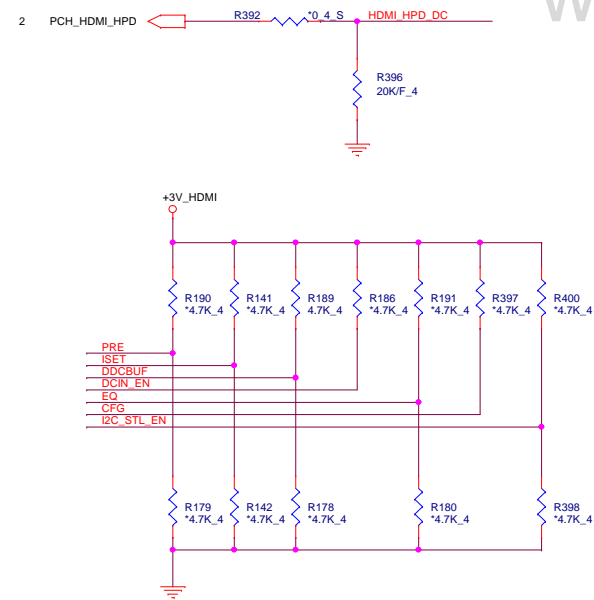 W
2 PCH_HDMI_HPD R392 *0_4_S HDMI_HPD_DC
R396
20K/F_4
+3V_HDMI
R190 R141 R189 R186 R191 R397 R400
*4.7K_4 *4.7K_4 4.7K_4 *4.7K_4 *4.7K_4 *4.7K_4 *4.7K_4
PRE
ISET
DDCBUF
DCIN_EN
EQ
CFG
I2C_STL_EN
R179 R142 R178 R180 R398
*4.7K_4 *4.7K_4 *4.7K_4 *4.7K_4 *4.7K_4